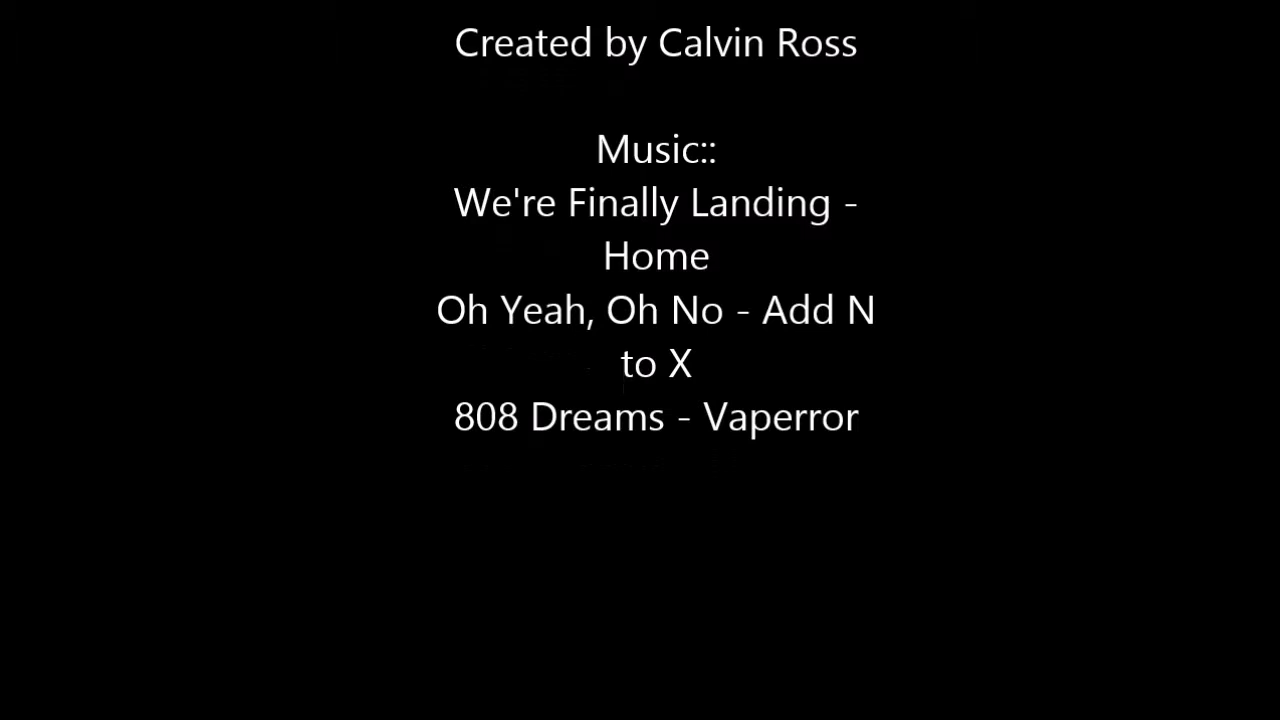 Created by Calvin Ross
Music::
We're Finally Landing -
Home
Oh Yeah, Oh No - Add N
to X
808 Dreams - Vaperror